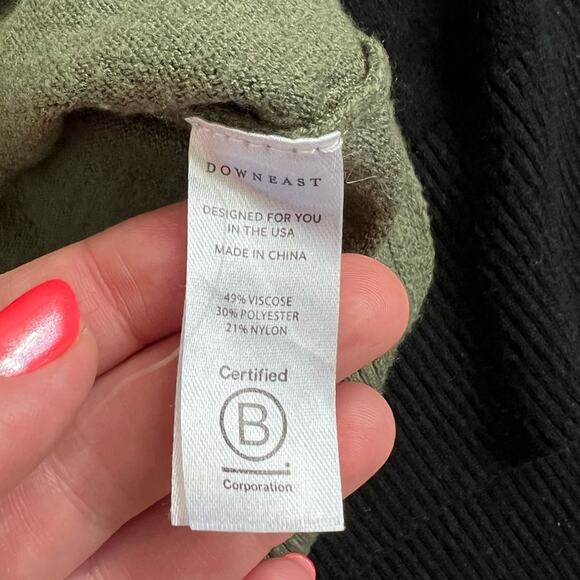 DOWNEAST
DESIGNED FOR YOU
IN THE USA
MADE IN CHINA
49% VISCOSE
30% POLYESTER
21% NYLON
Certified
B
Corporation